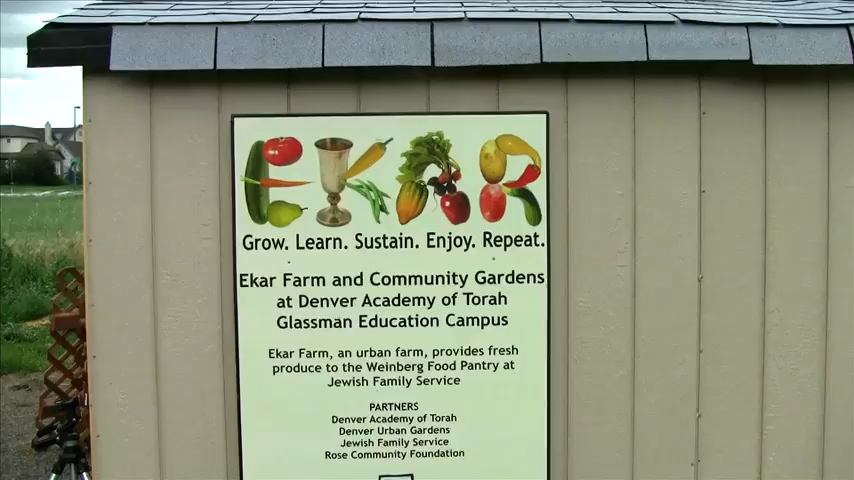 EKAR
Grow. Learn. Sustain. Enjoy. Repeat.
Ekar Farm and Community Gardens
at Denver Academy of Torah
Glassman Education Campus
Ekar Farm, an urban farm, provides fresh
produce to the Weinberg Food Pantry at
Jewish Family Service
PARTNERS
Denver Academy of Torah
Denver Urban Gardens
Jewish Family Service
Rose Community Foundation